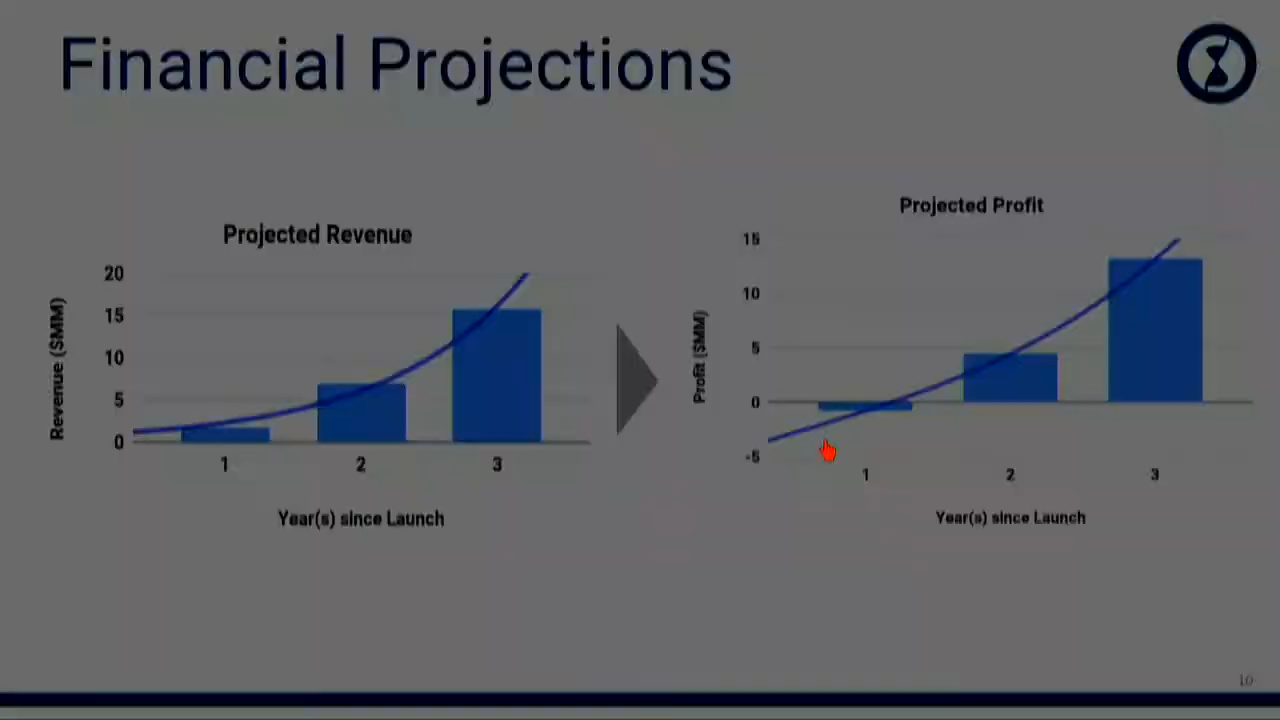 Financial Projections
Projected Revenue
Revenue ($MM)
20
15
10
5
0
1 2 3
Year(s) since Launch
Projected Profit
Profit ($MM)
15
10
5
0
-5
1 2 3
Year(s) since Launch
10